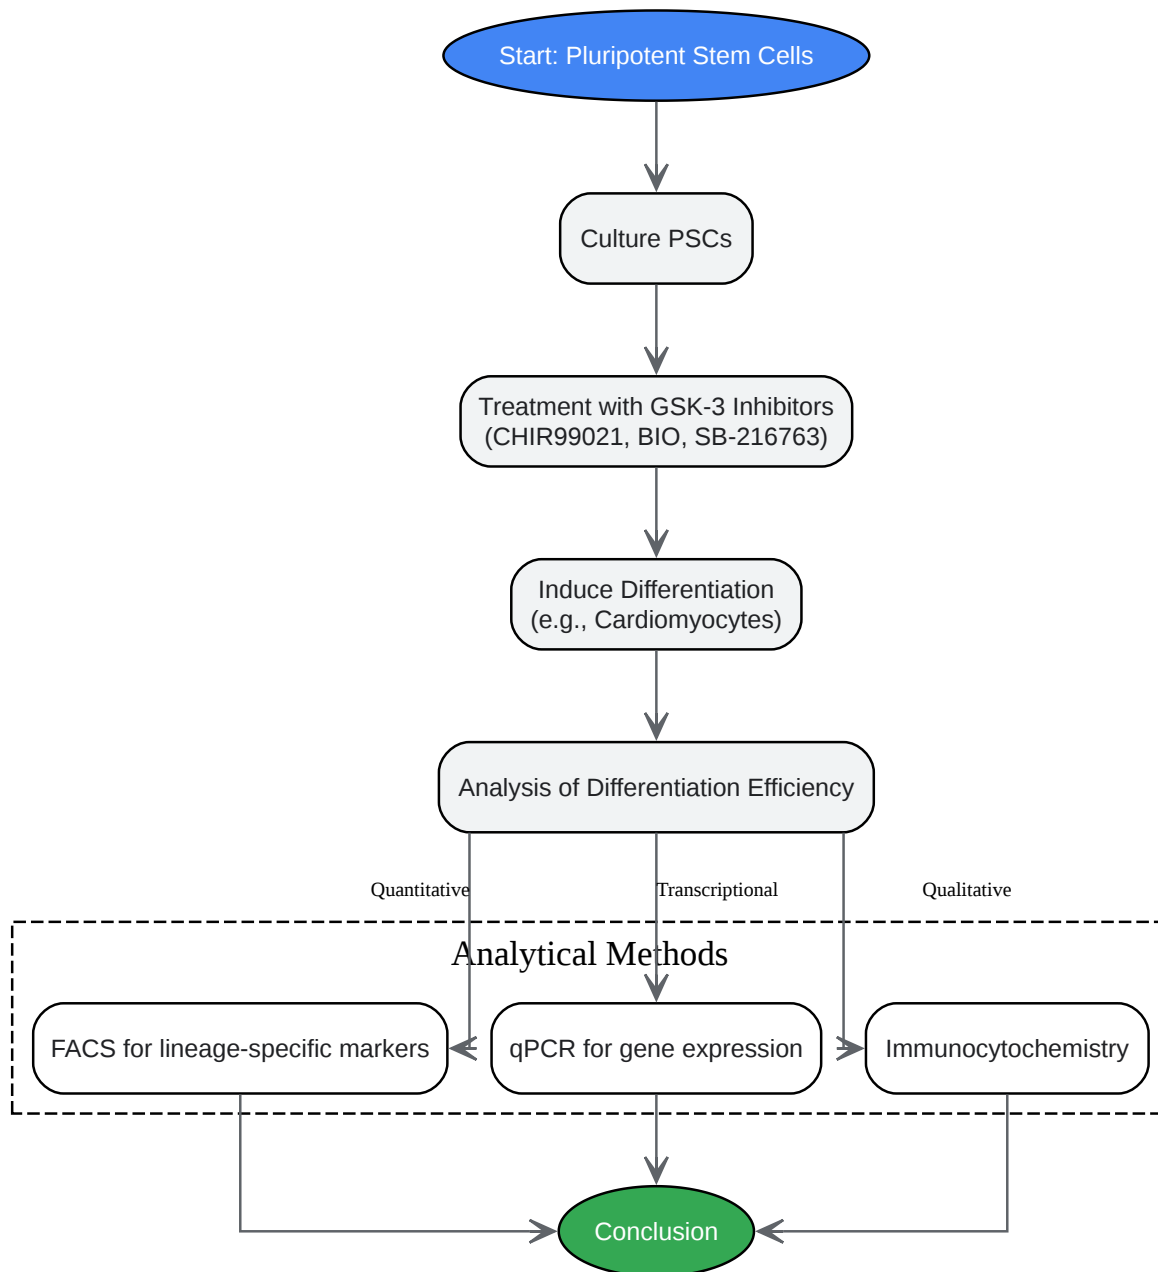 Start: Pluripotent Stem Cells
Culture PSCs
Treatment with GSK-3 Inhibitors
(CHIR99021, BIO, SB-216763)
Induce Differentiation
(e.g., Cardiomyocytes)
Analysis of Differentiation Efficiency
Quantitative
Transcriptional
Qualitative
Analytical Methods
FACS for lineage-specific markers
qPCR for gene expression
Immunocytochemistry
Conclusion